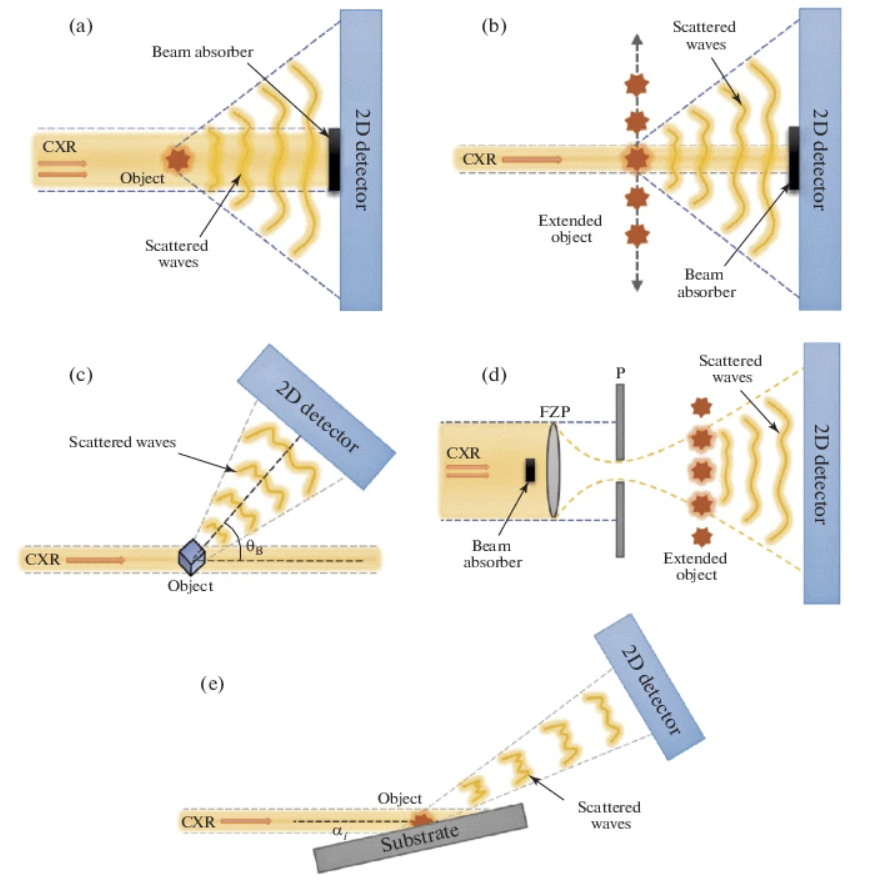 (a)
Beam absorber
CXR
Object
Scattered
waves
2D detector
(b)
Scattered
waves
CXR
Extended
object
Beam
absorber
2D detector
(c)
Scattered waves
2D detector
CXR
θB
Object
(d)
P
FZP
CXR
Beam
absorber
Scattered
waves
Extended
object
2D detector
(e)
2D detector
Object
CXR
αi
Substrate
Scattered
waves